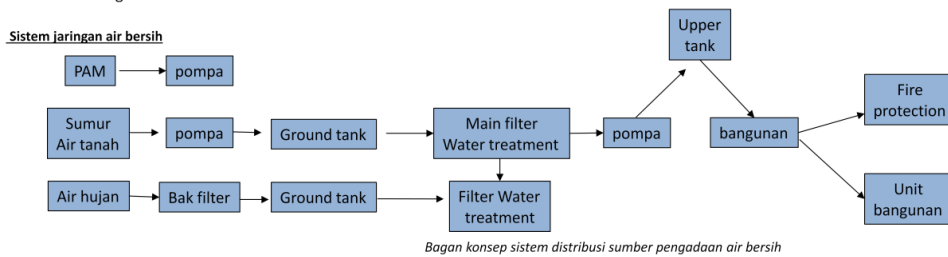 Sistem jaringan air bersih
Upper
tank
PAM
pompa
Fire
protection
Sumur
Air tanah
pompa
Ground tank
Main filter
Water treatment
pompa
bangunan
Air hujan
Bak filter
Ground tank
Filter Water
treatment
Unit
bangunan
Bagan konsep sistem distribusi sumber pengadaan air bersih